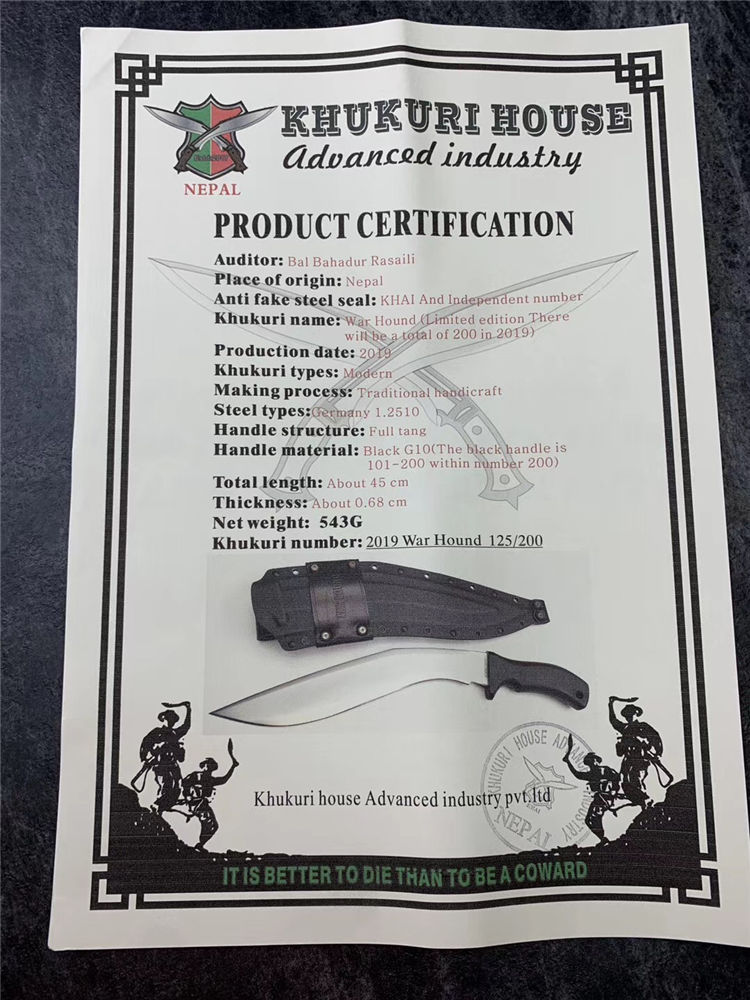 KHUKURI HOUSE
Advanced industry
NEPAL
PRODUCT CERTIFICATION
Auditor: Bal Bahadur Rasaili
Place of origin: Nepal
Anti fake steel seal: KHAI And Independent number
Khukuri name: War Hound (Limited edition There
will be a total of 200 in 2019)
Production date: 2019
Khukuri types: Modern
Making process: Traditional handicraft
Steel types: Germany 1.2510
Handle structure: Full tang
Handle material: Black G10(The black handle is
101-200 within number 200)
Total length: About 45 cm
Thickness: About 0.68 cm
Net weight: 543G
Khukuri number: 2019 War Hound 125/200
Khukuri house Advanced industry pvt.ltd
KHUKURI HOUSE ADVANCED INDUSTRY
NEPAL
IT IS BETTER TO DIE THAN TO BE A COWARD